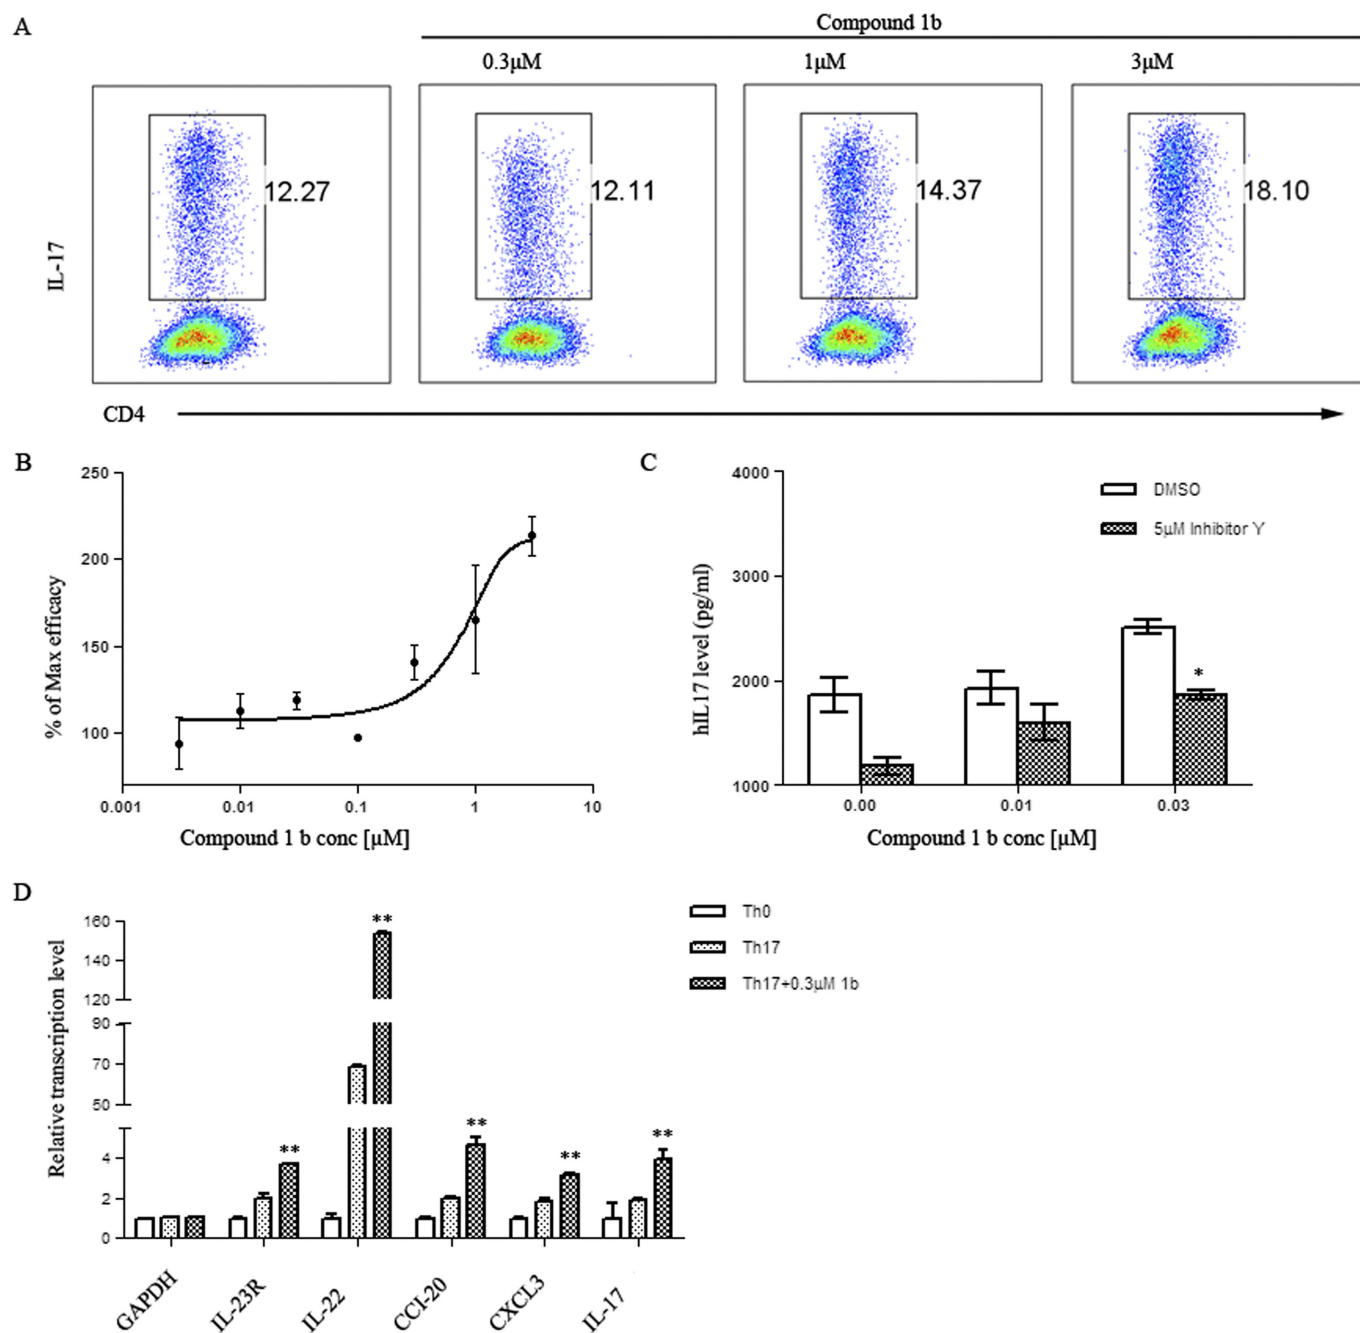 A
Compound 1b
0.3µM
1µM
3µM
12.27
12.11
14.37
18.10
IL-17
CD4
B
250
200
150
100
0.001
0.01
0.1
1
10
% of Max efficacy
Compound 1 b conc [µM]
C
4000
3000
2000
1000
DMSO
5µM Inhibitor Y
*
0.00
0.01
0.03
hIL17 level (pg/ml)
Compound 1 b conc [µM]
D
160
140
120
90
70
50
4
2
0
Relative transcription level
**
**
**
**
**
Th0
Th17
Th17+0.3µM 1b
GAPDH
IL-23R
IL-22
CCl-20
CXCL3
IL-17